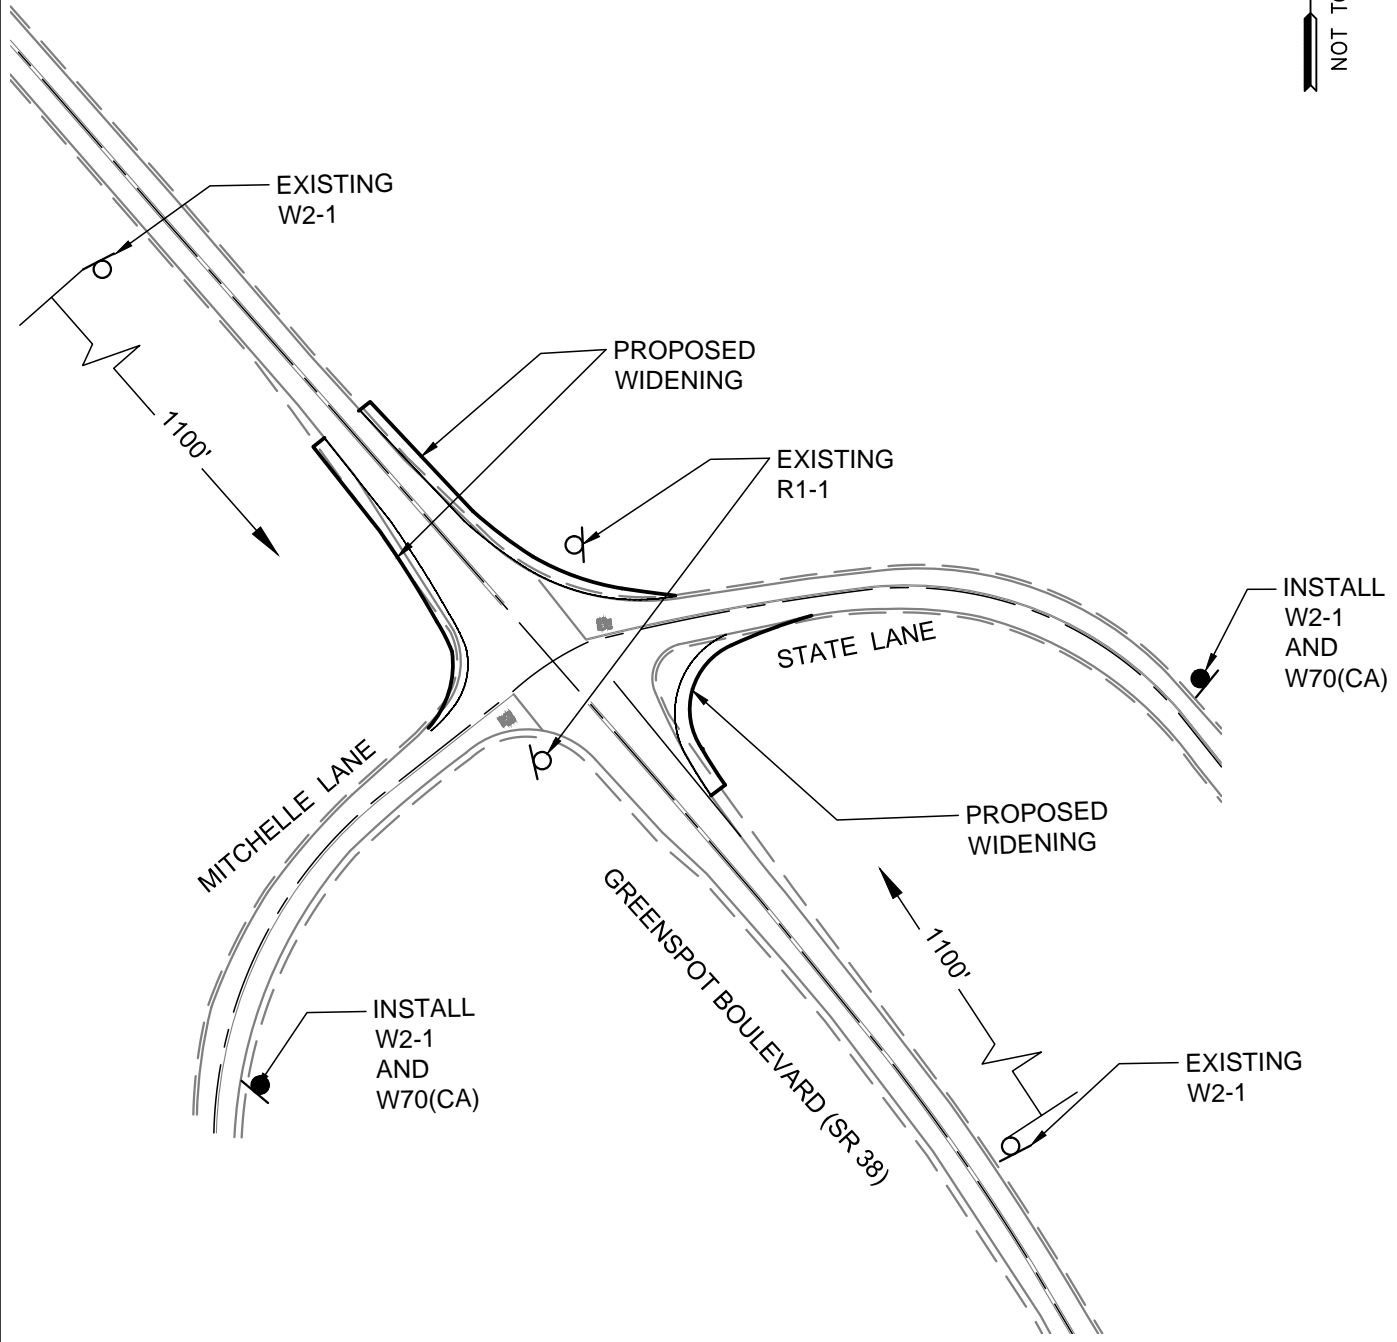 NOT TO
EXISTING
W2-1
PROPOSED
WIDENING
1100'
EXISTING
R1-1
INSTALL
W2-1
AND
W70(CA)
STATE LANE
MITCHELLE LANE
PROPOSED
WIDENING
GREENSPOT BOULEVARD (SR 38)
1100'
INSTALL
W2-1
AND
W70(CA)
EXISTING
W2-1